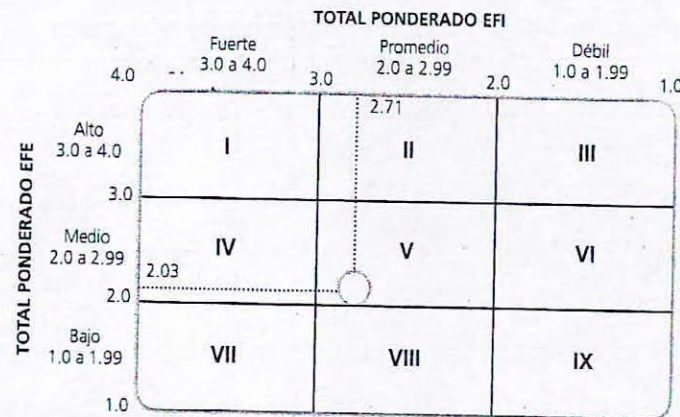 TOTAL PONDERADO EFI
Fuerte
3.0 a 4.0
Promedio
2.0 a 2.99
Débil
1.0 a 1.99
4.0
3.0
2.0
1.0
2.71
TOTAL PONDERADO EFE
Alto
3.0 a 4.0
I
II
III
3.0
Medio
2.0 a 2.99
IV
V
VI
2.03
2.0
Bajo
1.0 a 1.99
VII
VIII
IX
1.0